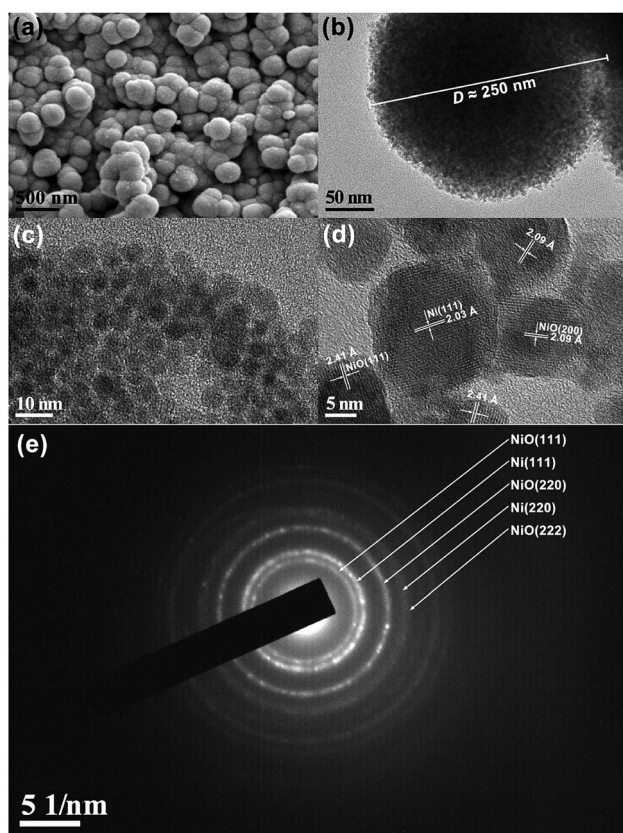 (a)
500 nm
(b)
D ≈ 250 nm
50 nm
(c)
10 nm
(d)
2.09 Å
Ni(111)
2.03 Å
NiO(200)
2.09 Å
2.41 Å
NiO(111)
2.41 Å
5 nm
(e)
NiO(111)
Ni(111)
NiO(220)
Ni(220)
NiO(222)
5 1/nm